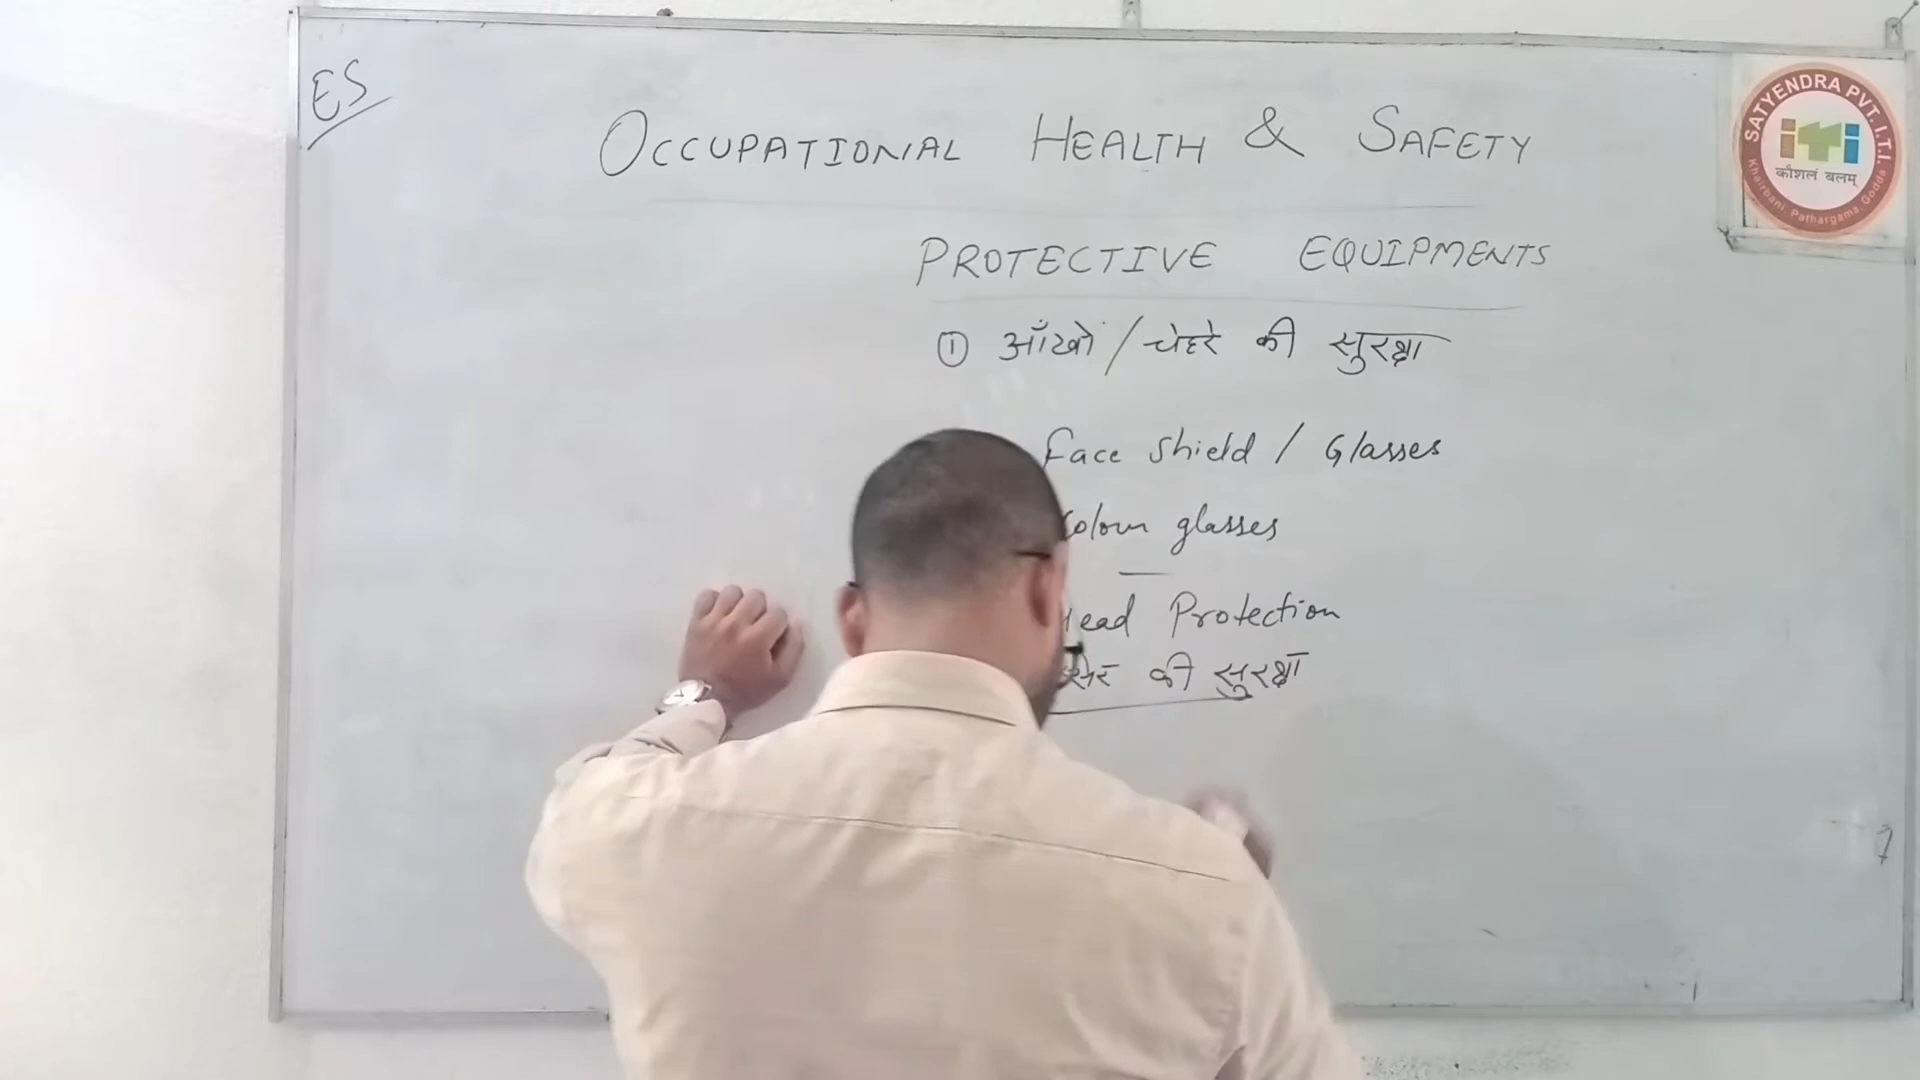 ES
OCCUPATIONAL HEALTH & SAFETY
SATYENDRA PVT. I.T.I.
iTi
कौशलं बलम्
Khairbani, Pathargama, Godda
PROTECTIVE EQUIPMENTS
① आँखो / चेहरे की सुरक्षा
Face Shield / Glasses
Colour glasses
Head Protection
की सुरक्षा